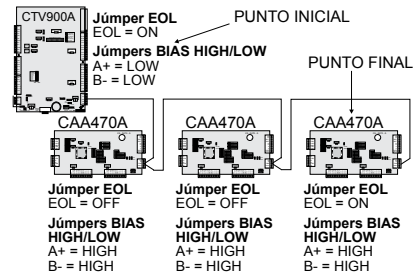 CTV900A
Júmper EOL
EOL = ON
Júmpers BIAS HIGH/LOW
A+ = LOW
B- = LOW
PUNTO INICIAL
PUNTO FINAL
CAA470A
Júmper EOL
EOL = OFF
Júmpers BIAS
HIGH/LOW
A+ = HIGH
B- = HIGH
CAA470A
Júmper EOL
EOL = OFF
Júmpers BIAS
HIGH/LOW
A+ = HIGH
B- = HIGH
CAA470A
Júmper EOL
EOL = ON
Júmpers BIAS
HIGH/LOW
A+ = HIGH
B- = HIGH